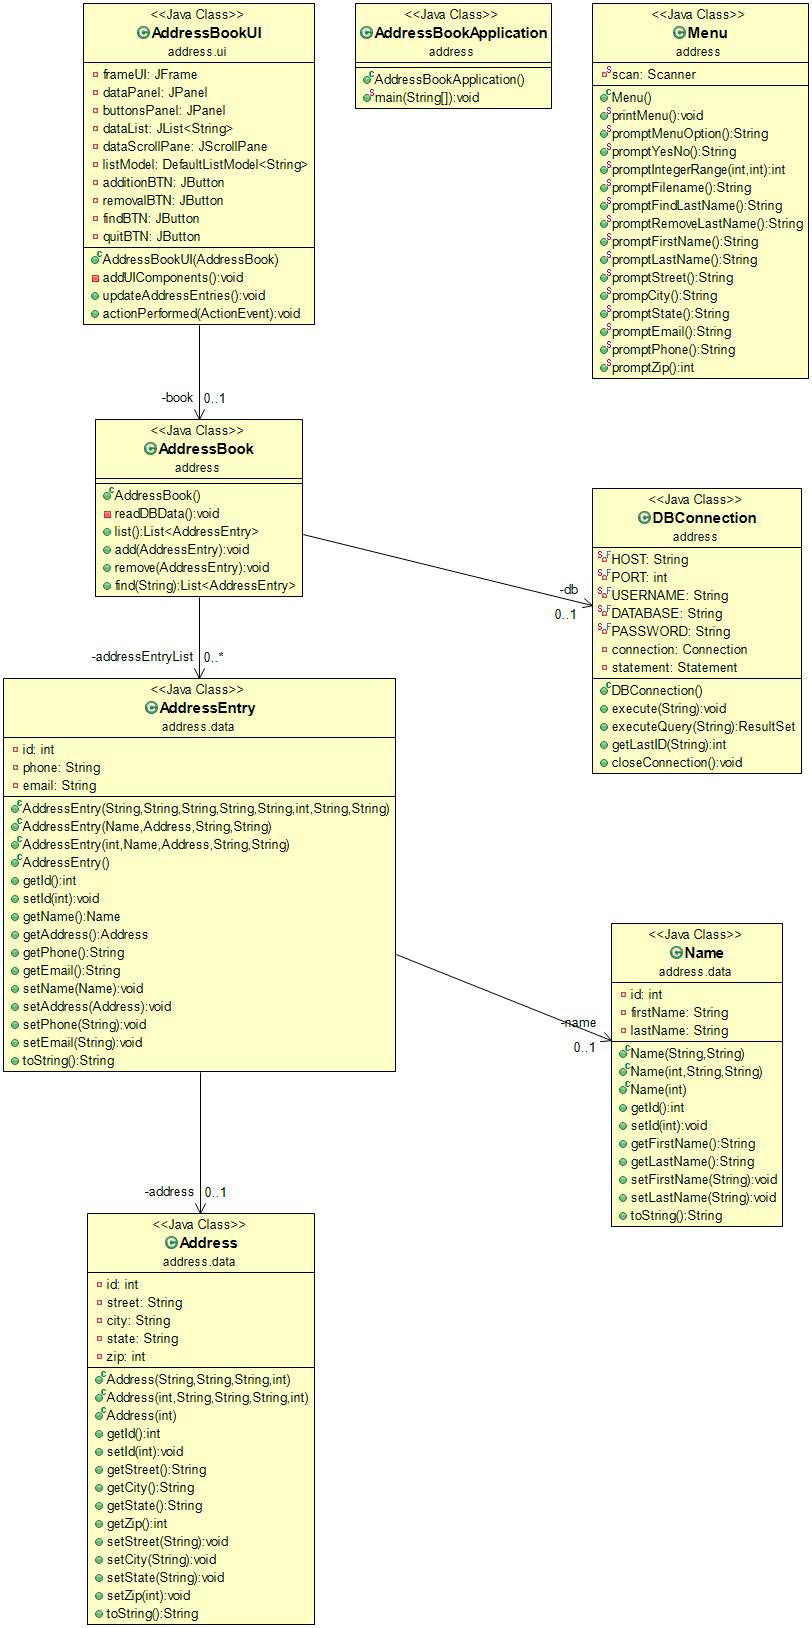 <<Java Class>>
AddressBookUI
address.ui
frameUI: JFrame
dataPanel: JPanel
buttonsPanel: JPanel
dataList: JList<String>
dataScrollPane: JScrollPane
listModel: DefaultListModel<String>
additionBTN: JButton
removalBTN: JButton
findBTN: JButton
quitBTN: JButton
AddressBookUI(AddressBook)
addUIComponents():void
updateAddressEntries():void
actionPerformed(ActionEvent):void
<<Java Class>>
AddressBookApplication
address
AddressBookApplication()
main(String[]):void
<<Java Class>>
Menu
address
scan: Scanner
Menu()
printMenu():void
promptMenuOption():String
promptYesNo():String
promptIntegerRange(int,int):int
promptFilename():String
promptFindLastName():String
promptRemoveLastName():String
promptFirstName():String
promptLastName():String
promptStreet():String
prompCity():String
promptState():String
promptEmail():String
promptPhone():String
promptZip():int
-book 0..1
<<Java Class>>
AddressBook
address
AddressBook()
readDBData():void
list():List<AddressEntry>
add(AddressEntry):void
remove(AddressEntry):void
find(String):List<AddressEntry>
-db
0..1
<<Java Class>>
DBConnection
address
HOST: String
PORT: int
USERNAME: String
DATABASE: String
PASSWORD: String
connection: Connection
statement: Statement
DBConnection()
execute(String):void
executeQuery(String):ResultSet
getLastID(String):int
closeConnection():void
-addressEntryList 0..*
<<Java Class>>
AddressEntry
address.data
id: int
phone: String
email: String
AddressEntry(String,String,String,String,String,int,String,String)
AddressEntry(Name,Address,String,String)
AddressEntry(int,Name,Address,String,String)
AddressEntry()
getId():int
setId(int):void
getName():Name
getAddress():Address
getPhone():String
getEmail():String
setName(Name):void
setAddress(Address):void
setPhone(String):void
setEmail(String):void
toString():String
-name
0..1
<<Java Class>>
Name
address.data
id: int
firstName: String
lastName: String
Name(String,String)
Name(int,String,String)
Name(int)
getId():int
setId(int):void
getFirstName():String
getLastName():String
setFirstName(String):void
setLastName(String):void
toString():String
-address 0..1
<<Java Class>>
Address
address.data
id: int
street: String
city: String
state: String
zip: int
Address(String,String,String,int)
Address(int,String,String,String,int)
Address(int)
getId():int
setId(int):void
getStreet():String
getCity():String
getState():String
getZip():int
setStreet(String):void
setCity(String):void
setState(String):void
setZip(int):void
toString():String